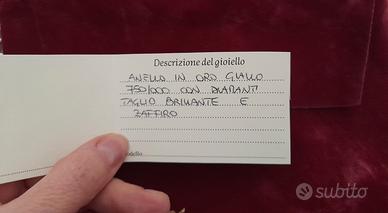 Descrizione del gioiello
ANELLO IN ORO GIALLO
750/000 CON DIAMANTI
TAGLIO BRILLANTE E
ZAFFIRO
subito